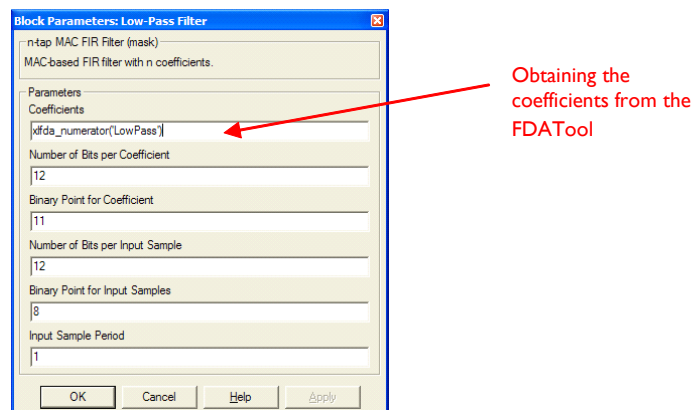 Block Parameters: Low-Pass Filter
n-tap MAC FIR Filter (mask)
MAC-based FIR filter with n coefficients.
Parameters
Coefficients
xlfda_numerator('LowPass')
Number of Bits per Coefficient
12
Binary Point for Coefficient
11
Number of Bits per Input Sample
12
Binary Point for Input Samples
8
Input Sample Period
1
OK Cancel Help Apply
Obtaining the
coefficients from the
FDATool